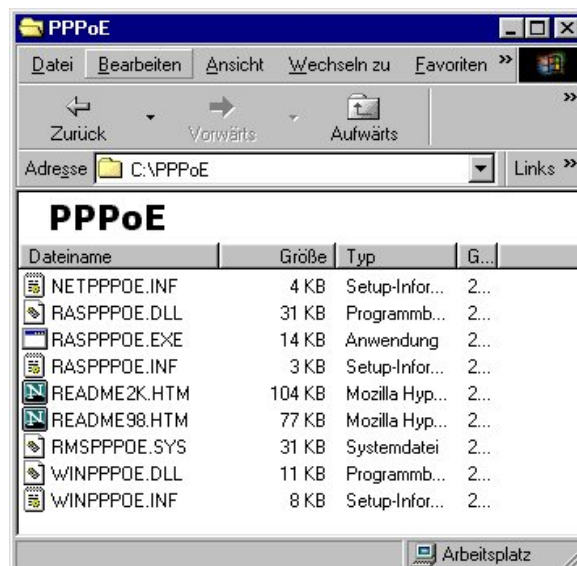 PPPoE
Datei Bearbeiten Ansicht Wechseln zu Favoriten »
Zurück Vorwärts Aufwärts »
Adresse C:\PPPoE Links »
PPPoE
Dateiname Größe Typ G...
NETPPPOE.INF 4 KB Setup-Infor... 2...
RASPPPOE.DLL 31 KB Programmb... 2...
RASPPPOE.EXE 14 KB Anwendung 2...
RASPPPOE.INF 3 KB Setup-Infor... 2...
README2K.HTM 104 KB Mozilla Hyp... 2...
README98.HTM 77 KB Mozilla Hyp... 2...
RMSPPPOE.SYS 31 KB Systemdatei 2...
WINPPPOE.DLL 11 KB Programmb... 2...
WINPPPOE.INF 8 KB Setup-Infor... 2...
Arbeitsplatz